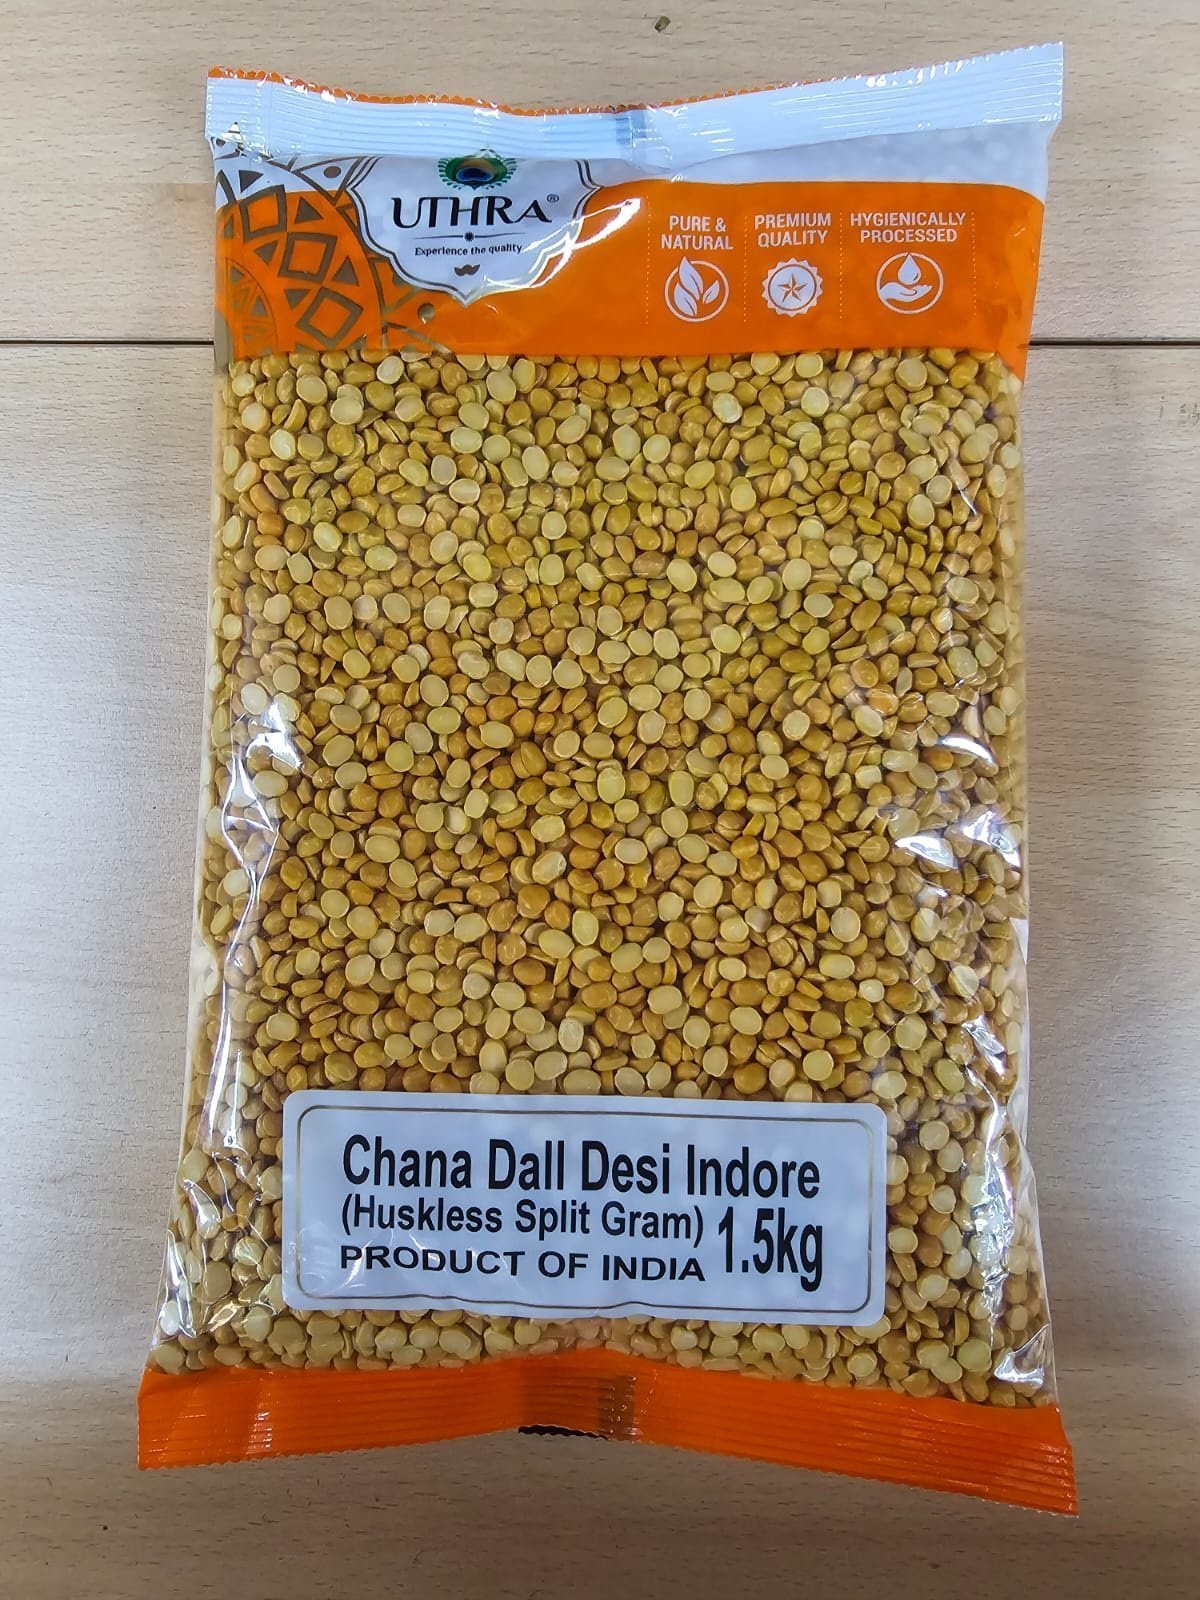 UTHRA®
Experience the quality
PURE &
NATURAL
PREMIUM
QUALITY
HYGIENICALLY
PROCESSED
Chana Dall Desi Indore
(Huskless Split Gram) 1.5kg
PRODUCT OF INDIA